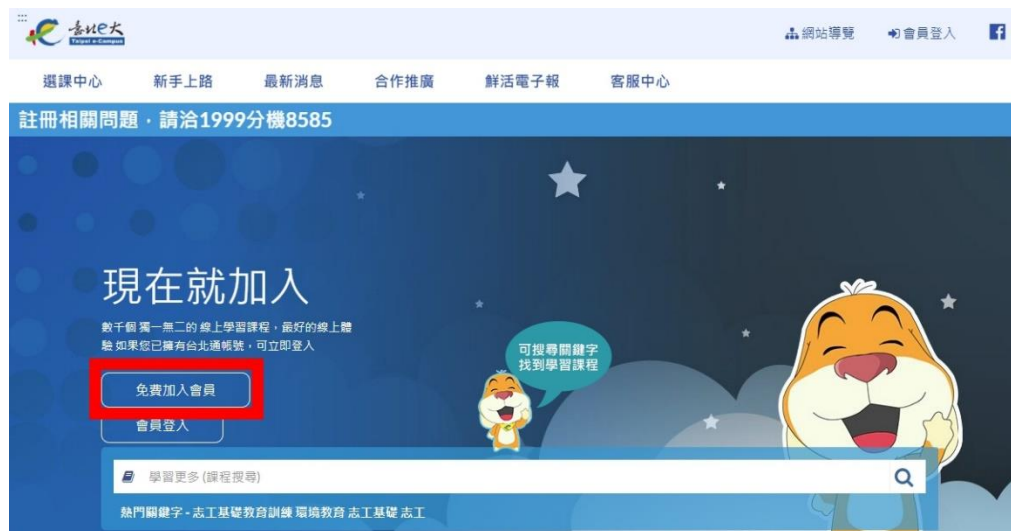 :::
臺北e大
Taipei e-Campus
網站導覽
會員登入
選課中心 新手上路 最新消息 合作推廣 鮮活電子報 客服中心
註冊相關問題,請洽1999分機8585
現在就加入
數千個 獨一無二的 線上學習課程,最好的線上體
驗 如果您已擁有台北通帳號,可立即登入
可搜尋關鍵字
找到學習課程
免費加入會員
會員登入
學習更多 (課程搜尋)
熱門關鍵字 - 志工基礎教育訓練 環境教育 志工基礎 志工